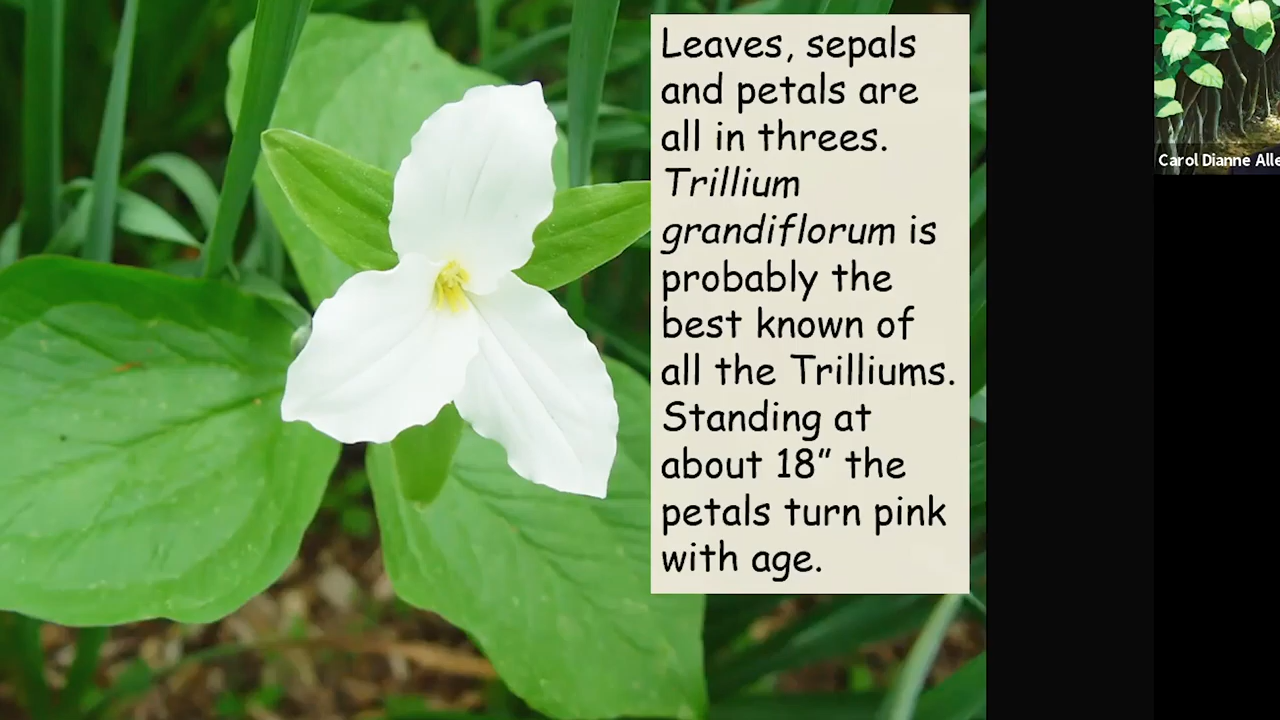 Leaves, sepals
and petals are
all in threes.
Trillium
grandiflorum is
probably the
best known of
all the Trilliums.
Standing at
about 18” the
petals turn pink
with age.
Carol Dianne Alle